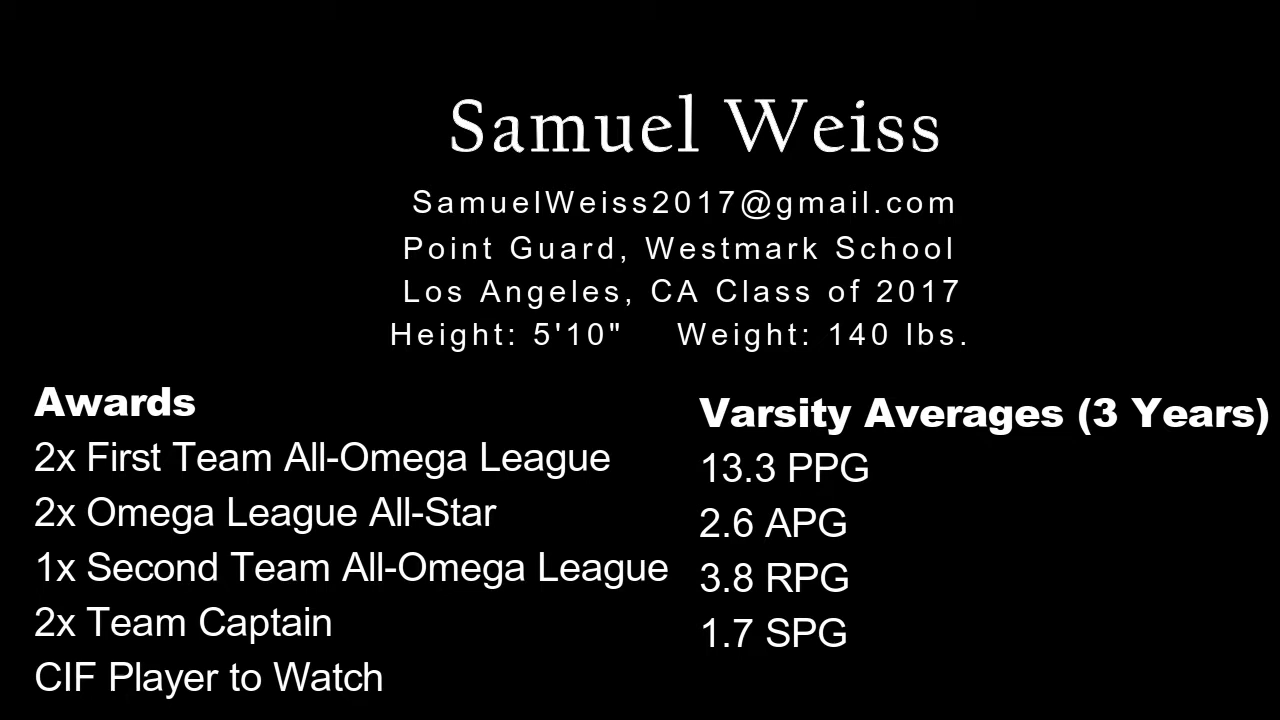 Samuel Weiss
SamuelWeiss2017@gmail.com
Point Guard, Westmark School
Los Angeles, CA Class of 2017
Height: 5'10" Weight: 140 lbs.
Awards
2x First Team All-Omega League
2x Omega League All-Star
1x Second Team All-Omega League
2x Team Captain
CIF Player to Watch
Varsity Averages (3 Years)
13.3 PPG
2.6 APG
3.8 RPG
1.7 SPG